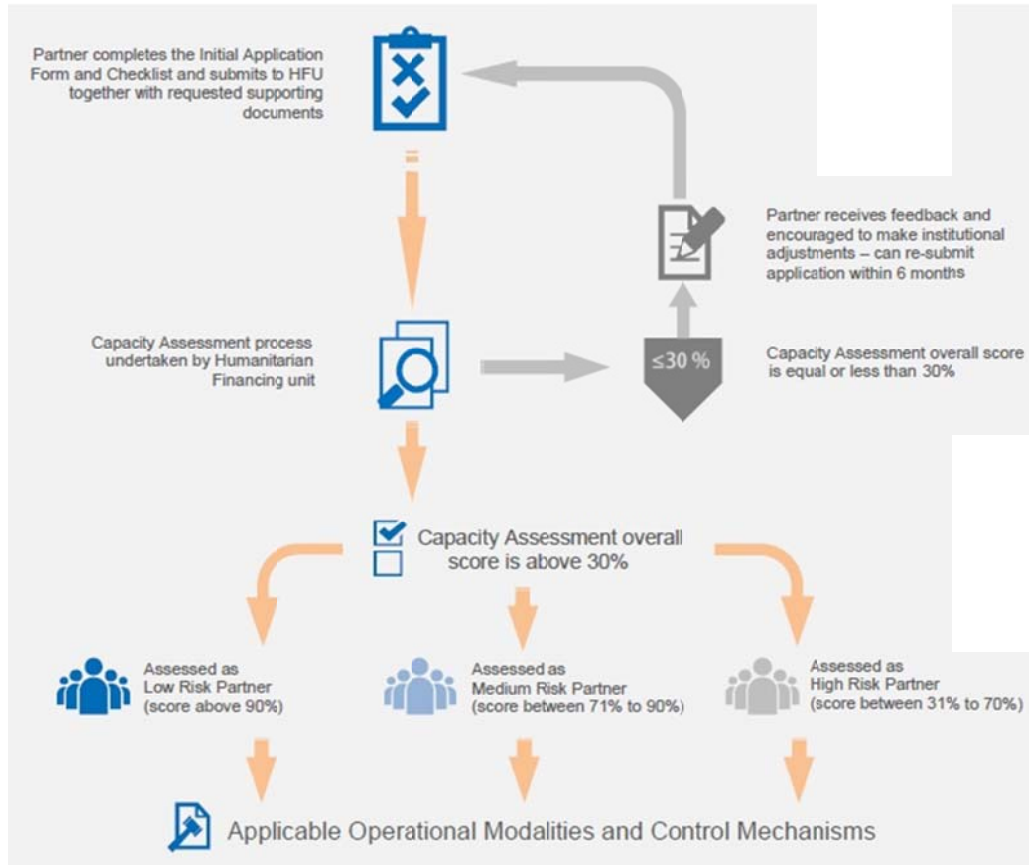 Partner completes the Initial Application
Form and Checklist and submits to HFU
together with requested supporting
documents
Partner receives feedback and
encouraged to make institutional
adjustments – can re-submit
application within 6 months
Capacity Assessment process
undertaken by Humanitarian
Financing unit
≤30 %
Capacity Assessment overall score
is equal or less than 30%
Capacity Assessment overall
score is above 30%
Assessed as
Low Risk Partner
(score above 90%)
Assessed as
Medium Risk Partner
(score between 71% to 90%)
Assessed as
High Risk Partner
(score between 31% to 70%)
Applicable Operational Modalities and Control Mechanisms